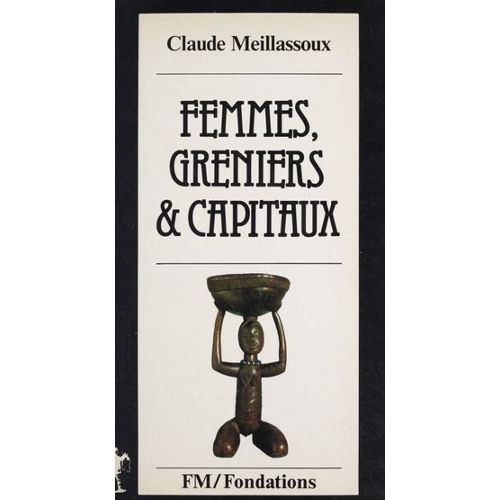 Claude Meillassoux
FEMMES,
GRENIERS
& CAPITAUX
FM/Fondations